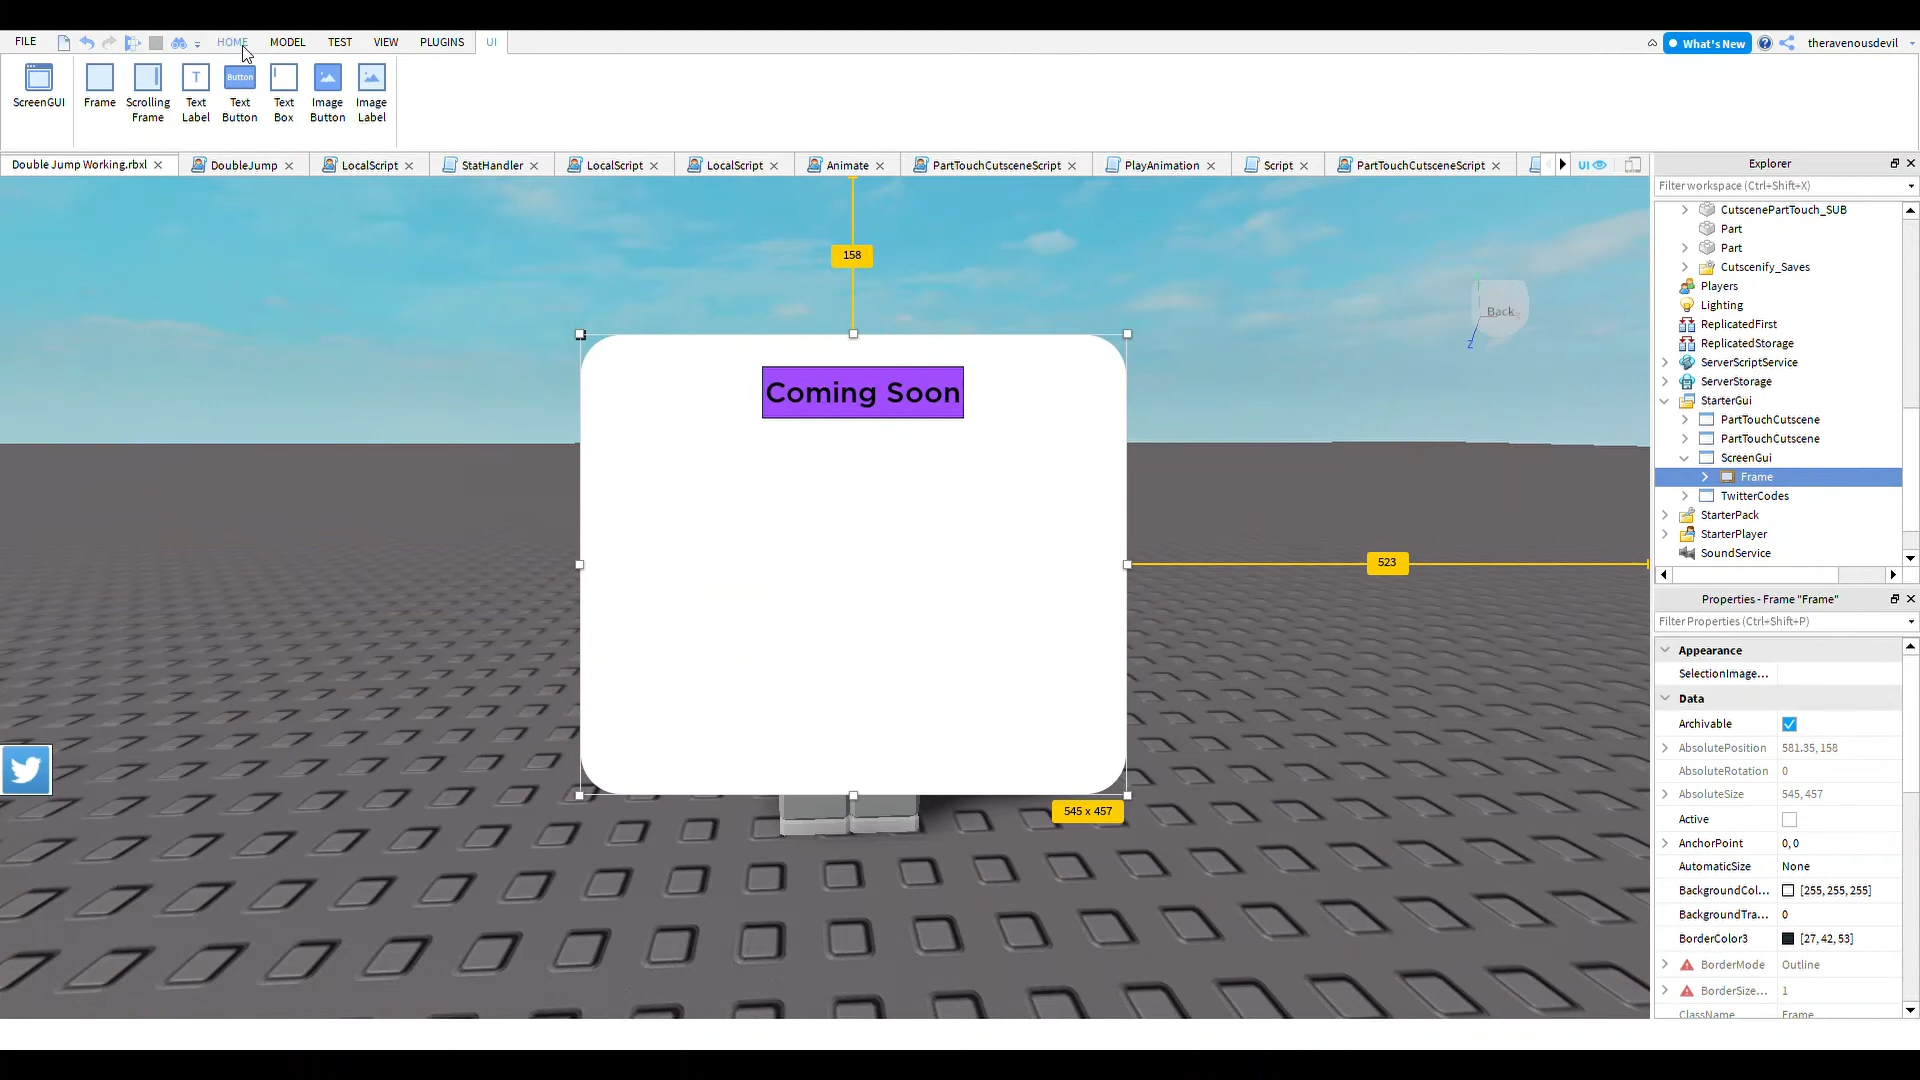 FILE HOME MODEL TEST VIEW PLUGINS UI What's New theravenousdevil
ScreenGUI Frame Scrolling Frame Text Label Text Button Button Text Box Image Button Image Label
Double Jump Working.rbxl DoubleJump LocalScript StatHandler LocalScript LocalScript Animate PartTouchCutsceneScript PlayAnimation Script PartTouchCutsceneScript UI
Explorer
Filter workspace (Ctrl+Shift+X)
CutscenePartTouch_SUB
Part
Part
Cutscenify_Saves
Players
Lighting
ReplicatedFirst
ReplicatedStorage
ServerScriptService
ServerStorage
StarterGui
PartTouchCutscene
PartTouchCutscene
ScreenGui
Frame
TwitterCodes
StarterPack
StarterPlayer
SoundService
158
Back
Z
Coming Soon
523
545 x 457
Properties - Frame "Frame"
Filter Properties (Ctrl+Shift+P)
Appearance
SelectionImage...
Data
Archivable
AbsolutePosition 581.35, 158
AbsoluteRotation 0
AbsoluteSize 545, 457
Active
AnchorPoint 0, 0
AutomaticSize None
BackgroundCol... [255, 255, 255]
BackgroundTra... 0
BorderColor3 [27, 42, 53]
BorderMode Outline
BorderSize... 1
ClassName Frame